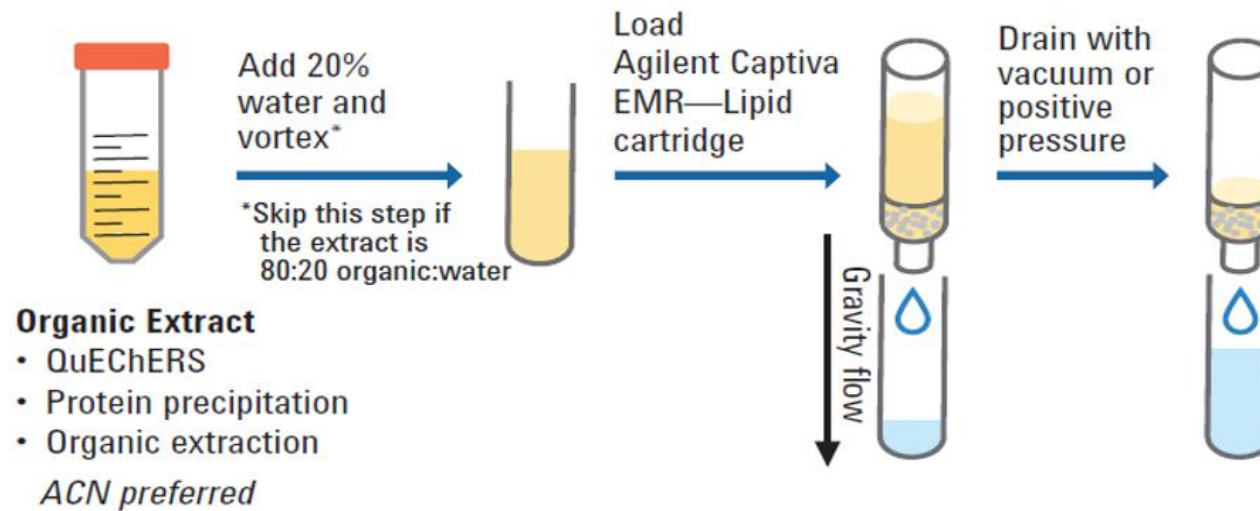 Add 20%
water and
vortex*
*Skip this step if
the extract is
80:20 organic:water
Load
Agilent Captiva
EMR—Lipid
cartridge
Gravity flow
Drain with
vacuum or
positive
pressure
Organic Extract
• QuEChERS
• Protein precipitation
• Organic extraction
ACN preferred